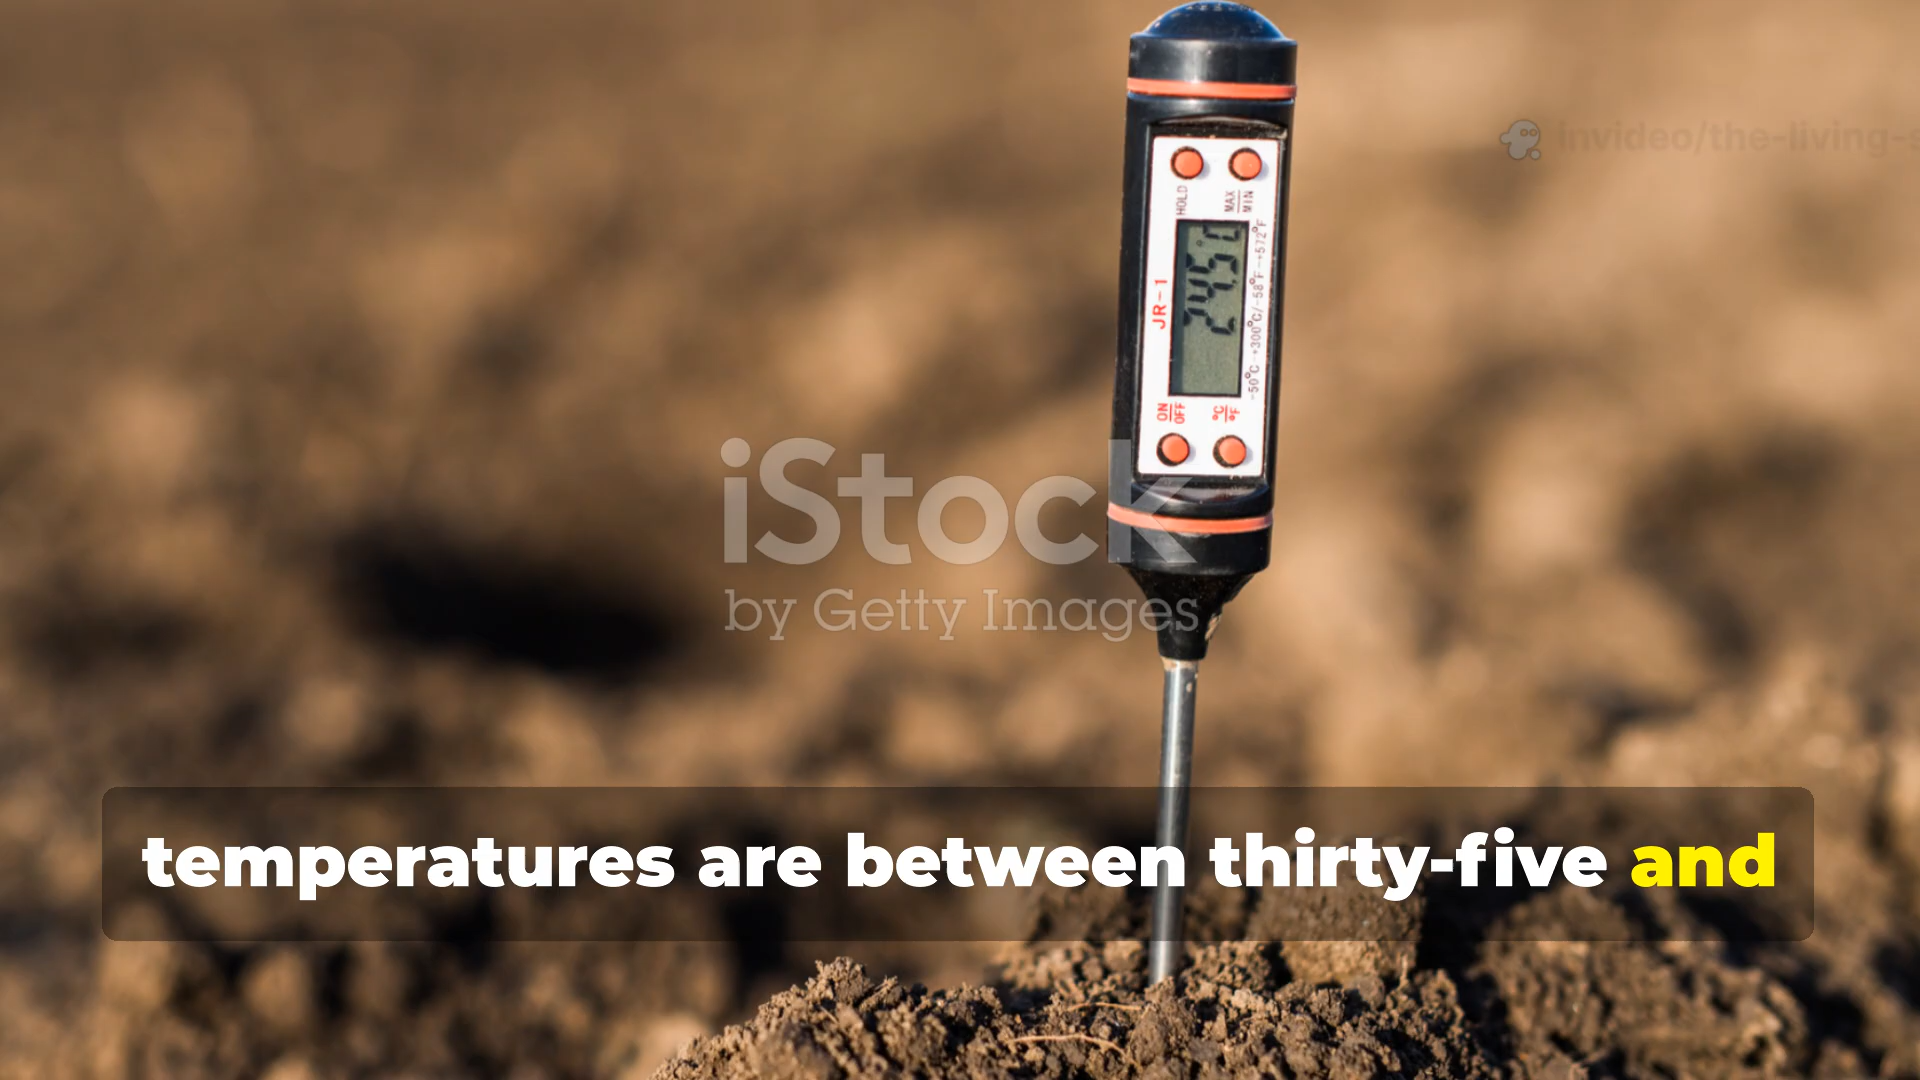 invideo/the-living-s
HOLD
MAX
MIN
24.5°C
JR-1
-50°C~+300°C/-58°F~+572°F
ON
OFF
°C
°F
iStock
by Getty Images
temperatures are between thirty-five and